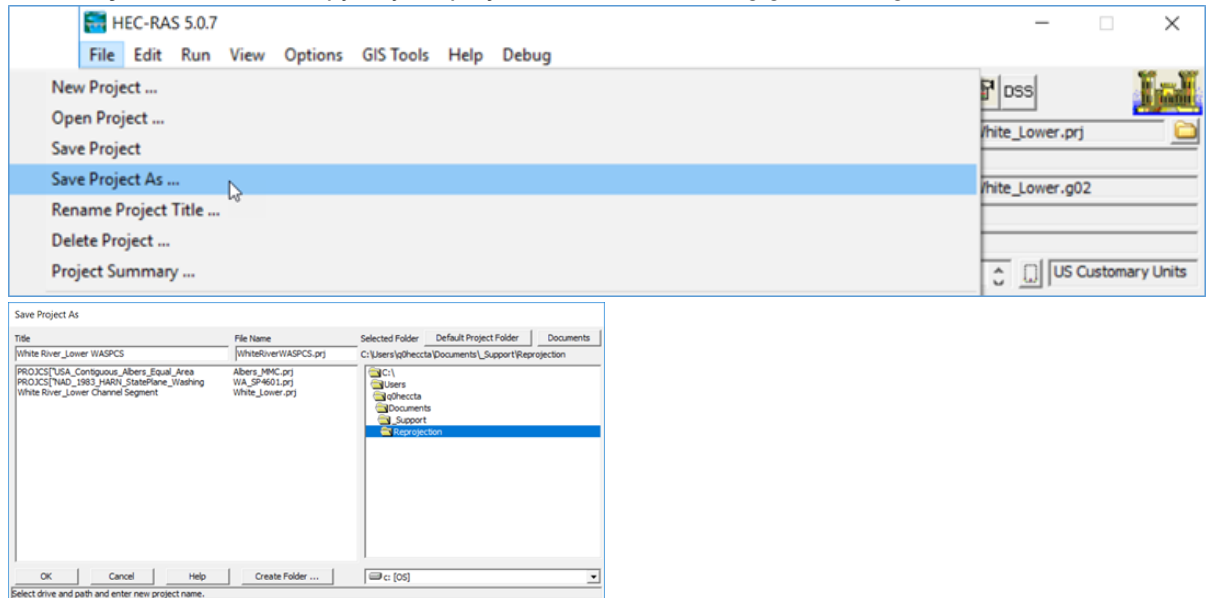 HEC-RAS 5.0.7
File Edit Run View Options GIS Tools Help Debug
New Project ...
Open Project ...
Save Project
Save Project As ...
Rename Project Title ...
Delete Project ...
Project Summary ...
DSS
White_Lower.prj
White_Lower.g02
US Customary Units
Save Project As
Title File Name Selected Folder Default Project Folder Documents
White River_Lower WASPCS WhiteRiverWASPCS.prj C:\Users\q0heccta\Documents\_Support\Reprojection
PROJCS["USA_Contiguous_Albers_Equal_Area Albers_MMC.prj C:\
PROJCS["NAD_1983_HARN_StatePlane_Washing WA_SP4601.prj Users
White River_Lower Channel Segment White_Lower.prj q0heccta
Documents
_Support
Reprojection
OK Cancel Help Create Folder ... c: [OS]
Select drive and path and enter new project name.